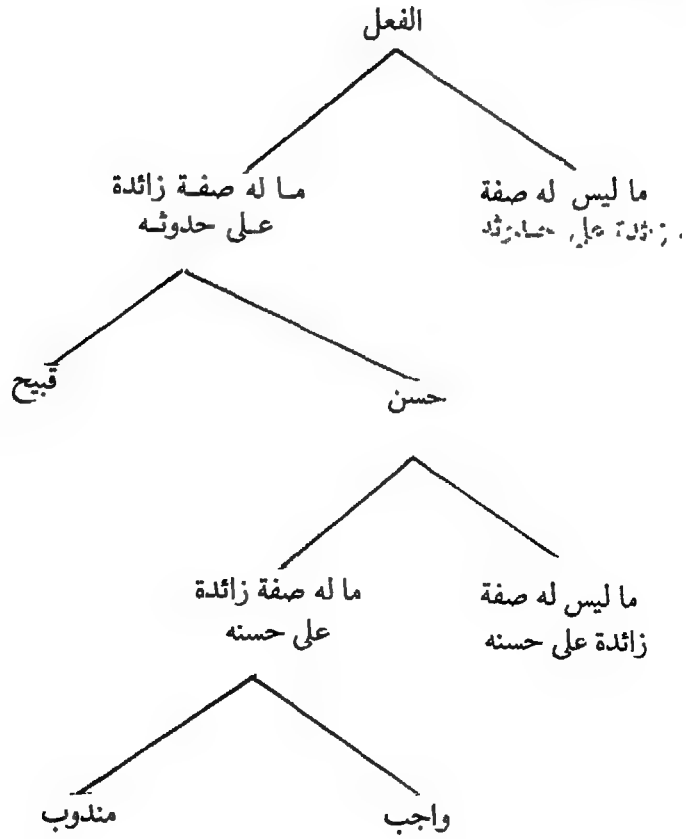 الفعل
ما ليس له صفة
زائدة على حدوثه
ما له صفة زائدة
على حدوثه
حسن
قبيح
ما ليس له صفة
زائدة على حسنه
ما له صفة زائدة
على حسنه
واجب
مندوب